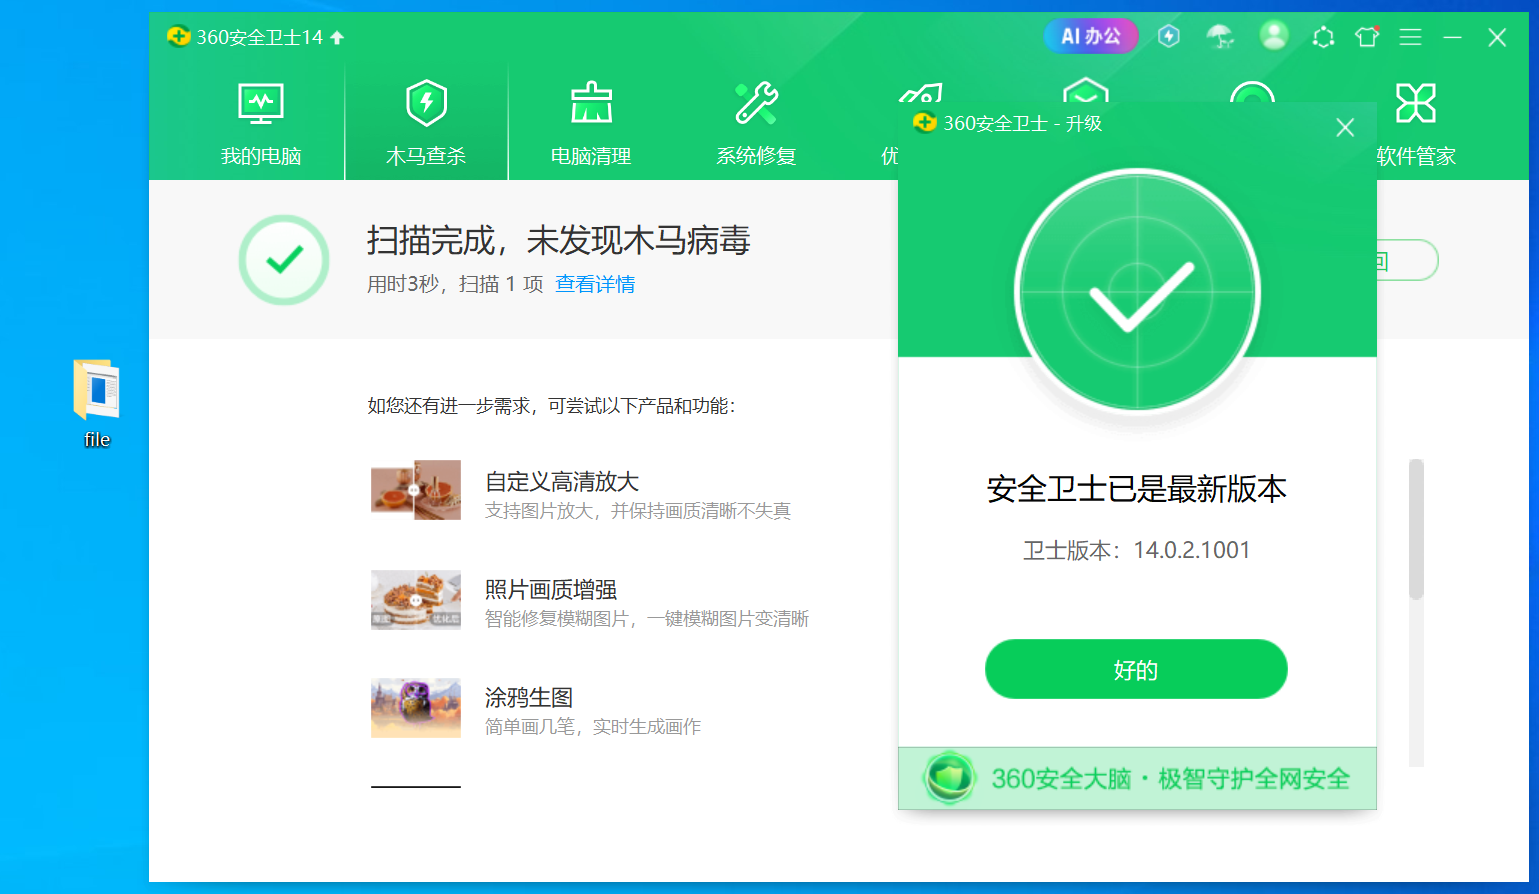 360安全卫士14
AI 办公
我的电脑
木马查杀
电脑清理
系统修复
优
软件管家
扫描完成，未发现木马病毒
用时3秒，扫描 1 项 查看详情
回
file
如您还有进一步需求，可尝试以下产品和功能：
自定义高清放大
支持图片放大，并保持画质清晰不失真
照片画质增强
智能修复模糊图片，一键模糊图片变清晰
涂鸦生图
简单画几笔，实时生成画作
360安全卫士 - 升级
安全卫士已是最新版本
卫士版本：14.0.2.1001
好的
360安全大脑 · 极智守护全网安全